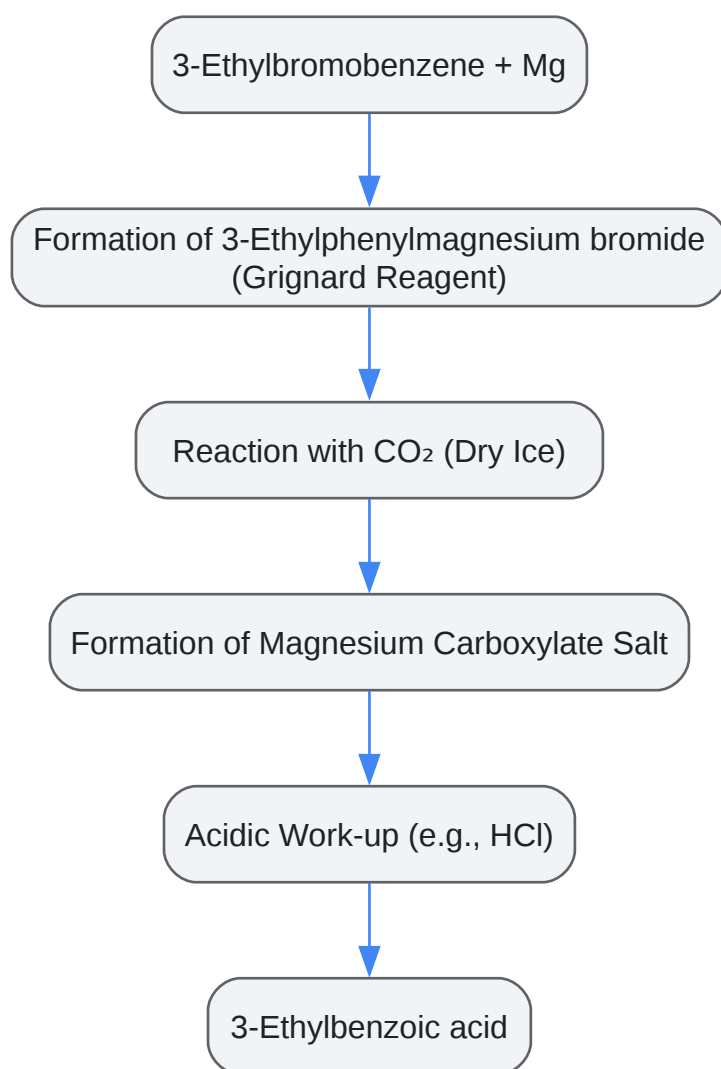 3-Ethylbromobenzene + Mg
Formation of 3-Ethylphenylmagnesium bromide
(Grignard Reagent)
Reaction with CO₂ (Dry Ice)
Formation of Magnesium Carboxylate Salt
Acidic Work-up (e.g., HCl)
3-Ethylbenzoic acid